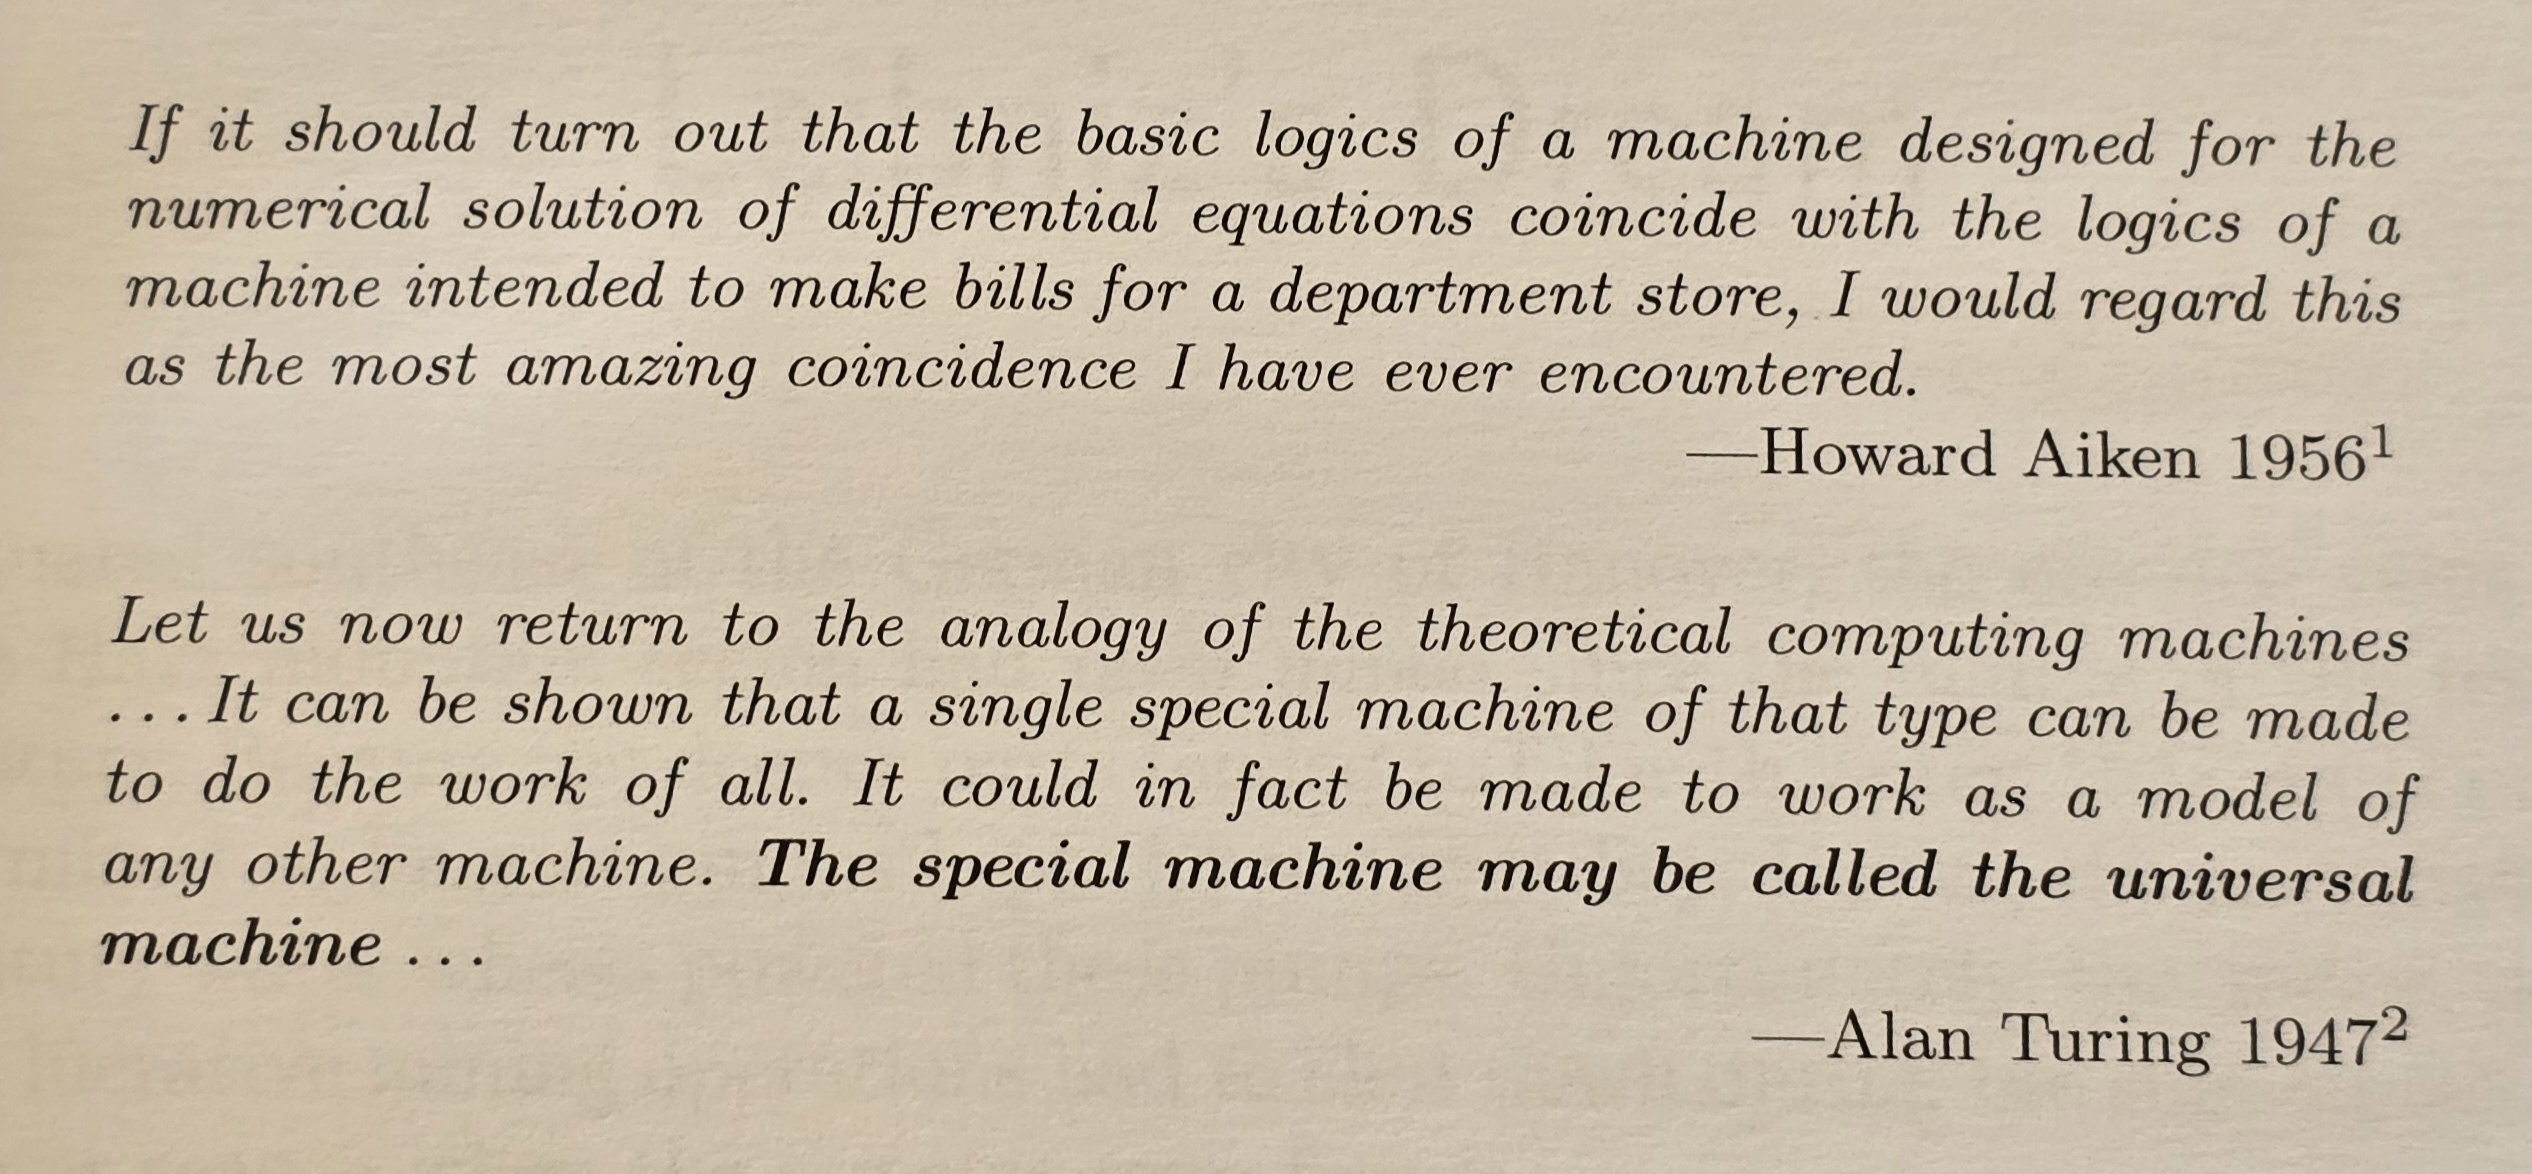 If it should turn out that the basic logics of a machine designed for the
numerical solution of differential equations coincide with the logics of a
machine intended to make bills for a department store, I would regard this
as the most amazing coincidence I have ever encountered.
—Howard Aiken 1956¹
Let us now return to the analogy of the theoretical computing machines
...It can be shown that a single special machine of that type can be made
to do the work of all. It could in fact be made to work as a model of
any other machine. The special machine may be called the universal
machine ...
—Alan Turing 1947²